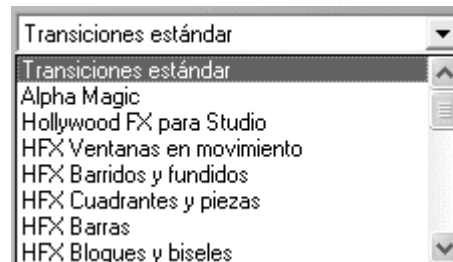 Transiciones estándar
Transiciones estándar
Alpha Magic
Hollywood FX para Studio
HFX Ventanas en movimiento
HFX Barridos y fundidos
HFX Cuadrantes y piezas
HFX Barras
HFX Bloques y biseles